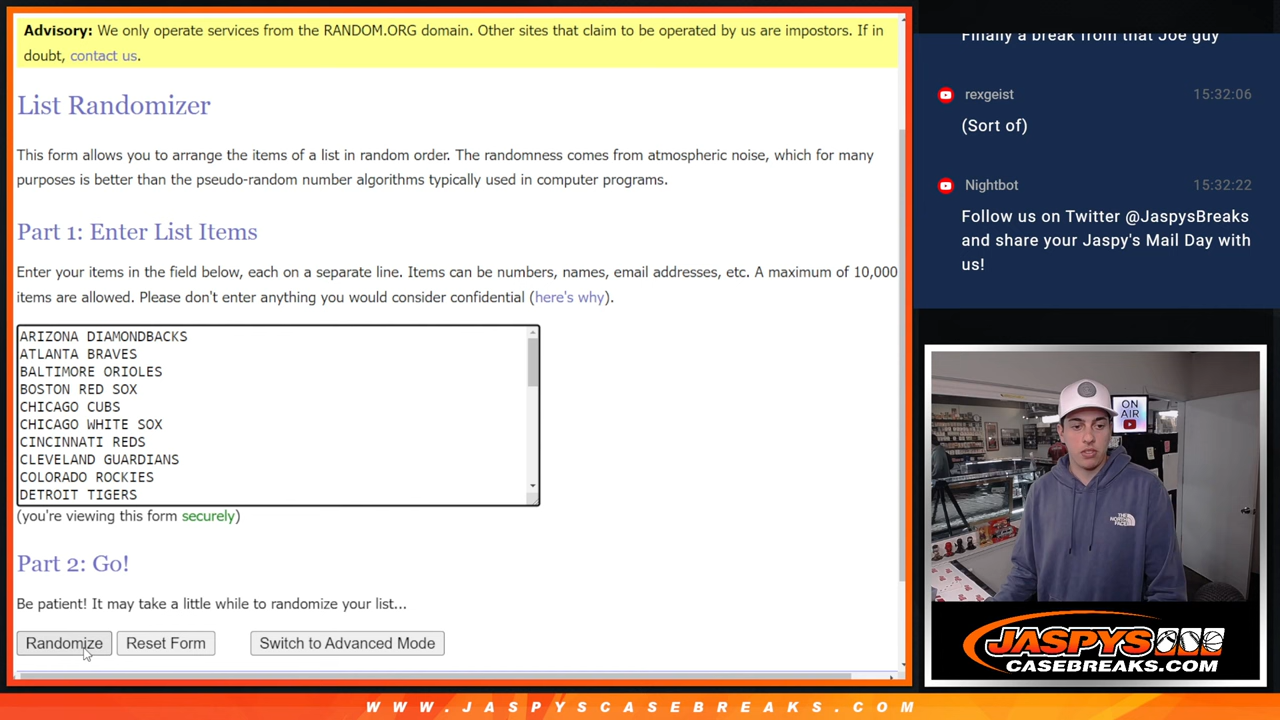 Advisory: We only operate services from the RANDOM.ORG domain. Other sites that claim to be operated by us are impostors. If in
doubt, contact us.
List Randomizer
This form allows you to arrange the items of a list in random order. The randomness comes from atmospheric noise, which for many
purposes is better than the pseudo-random number algorithms typically used in computer programs.
Part 1: Enter List Items
Enter your items in the field below, each on a separate line. Items can be numbers, names, email addresses, etc. A maximum of 10,000
items are allowed. Please don't enter anything you would consider confidential (here's why).
ARIZONA DIAMONDBACKS
ATLANTA BRAVES
BALTIMORE ORIOLES
BOSTON RED SOX
CHICAGO CUBS
CHICAGO WHITE SOX
CINCINNATI REDS
CLEVELAND GUARDIANS
COLORADO ROCKIES
DETROIT TIGERS
(you're viewing this form securely)
Part 2: Go!
Be patient! It may take a little while to randomize your list...
Randomize
Reset Form
Switch to Advanced Mode
Finally a break from that Joe guy
rexgeist 15:32:06
(Sort of)
Nightbot 15:32:22
Follow us on Twitter @JaspysBreaks
and share your Jaspy's Mail Day with
us!
ON
AIR
THE
NORTH
FACE
JASPYS
CASEBREAKS.COM
WWW.JASPYSCASEBREAKS.COM